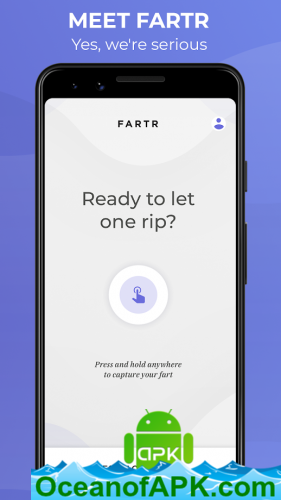 MEET FARTR
Yes, we're serious
FARTR
Ready to let
one rip?
Press and hold anywhere
to capture your fart
APK
OceanofAPK.com